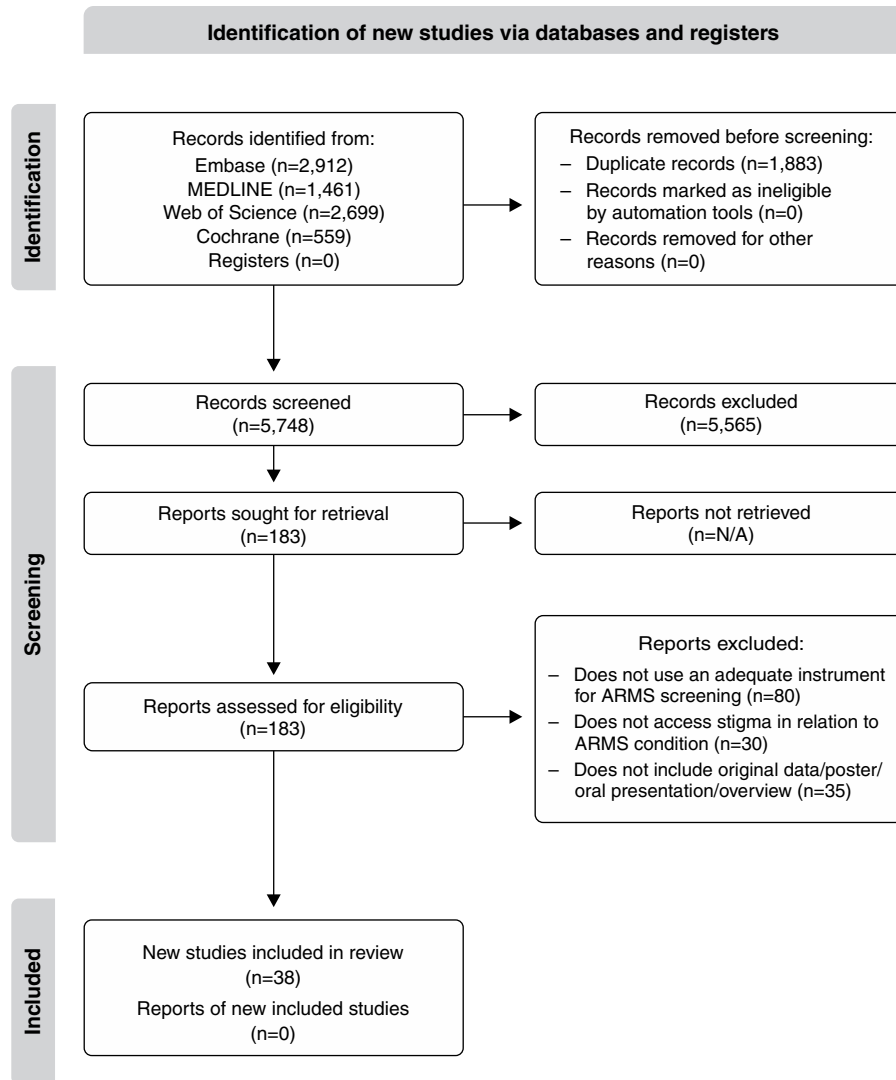 Identification of new studies via databases and registers
Identification
Records identified from:
Embase (n=2,912)
MEDLINE (n=1,461)
Web of Science (n=2,699)
Cochrane (n=559)
Registers (n=0)
Records removed before screening:
– Duplicate records (n=1,883)
– Records marked as ineligible
by automation tools (n=0)
– Records removed for other
reasons (n=0)
Screening
Records screened
(n=5,748)
Records excluded
(n=5,565)
Reports sought for retrieval
(n=183)
Reports not retrieved
(n=N/A)
Reports assessed for eligibility
(n=183)
Reports excluded:
– Does not use an adequate instrument
for ARMS screening (n=80)
– Does not access stigma in relation to
ARMS condition (n=30)
– Does not include original data/poster/
oral presentation/overview (n=35)
Included
New studies included in review
(n=38)
Reports of new included studies
(n=0)